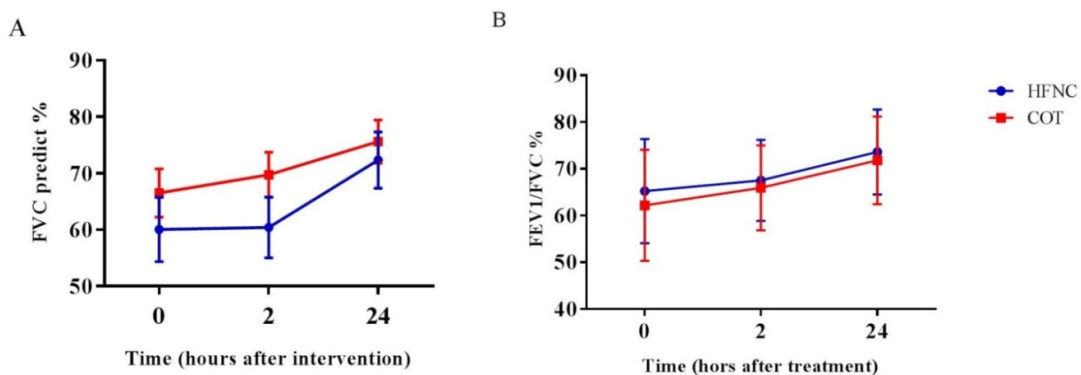 A
FVC predict %
90
80
70
60
50
0 2 24
Time (hours after intervention)
B
FEV1/FVC %
90
80
70
60
50
40
0 2 24
Time (hors after treatment)
HFNC
COT